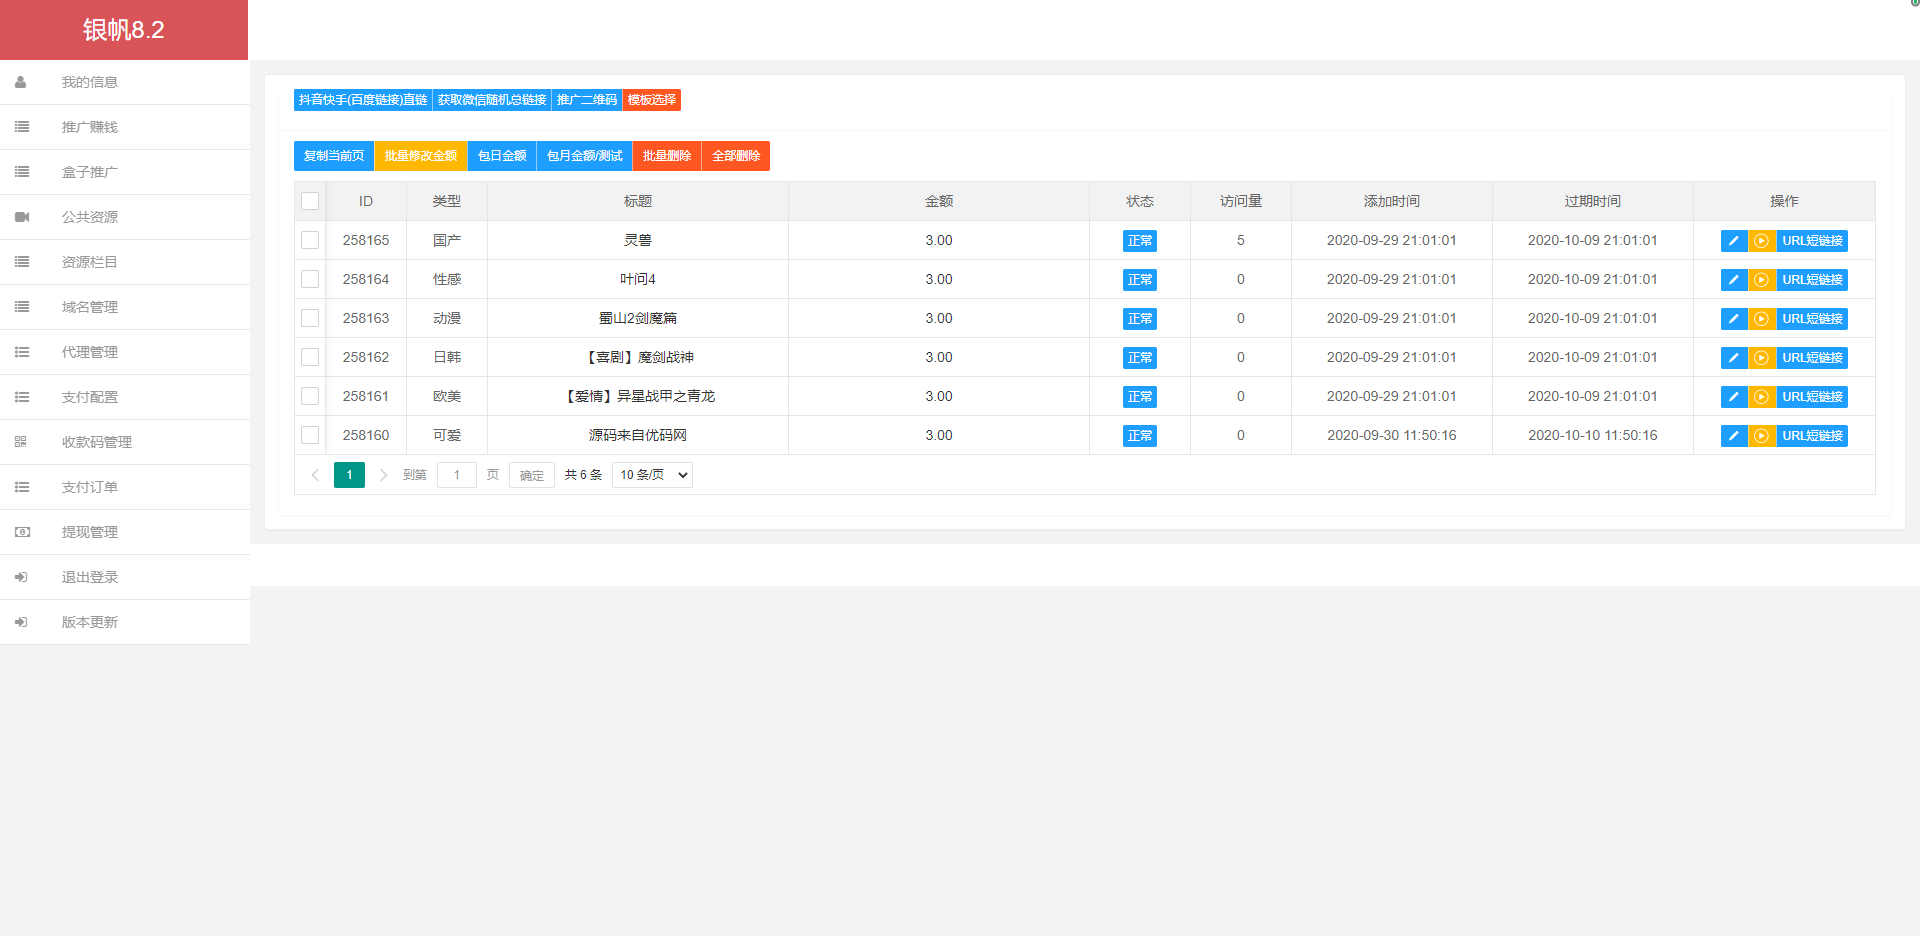 银帆8.2
我的信息
推广赚钱
盒子推广
公共资源
资源栏目
域名管理
代理管理
支付配置
收款码管理
支付订单
提现管理
退出登录
版本更新
抖音快手(百度链接)直链 获取微信随机总链接 推广二维码 模板选择
复制当前页 批量修改金额 包日金额 包月金额/测试 批量删除 全部删除
ID 类型 标题 金额 状态 访问量 添加时间 过期时间 操作
258165 国产 灵兽 3.00 正常 5 2020-09-29 21:01:01 2020-10-09 21:01:01 URL短链接
258164 性感 叶问4 3.00 正常 0 2020-09-29 21:01:01 2020-10-09 21:01:01 URL短链接
258163 动漫 蜀山2剑魔篇 3.00 正常 0 2020-09-29 21:01:01 2020-10-09 21:01:01 URL短链接
258162 日韩 【喜剧】魔剑战神 3.00 正常 0 2020-09-29 21:01:01 2020-10-09 21:01:01 URL短链接
258161 欧美 【爱情】异星战甲之青龙 3.00 正常 0 2020-09-29 21:01:01 2020-10-09 21:01:01 URL短链接
258160 可爱 源码来自优码网 3.00 正常 0 2020-09-30 11:50:16 2020-10-10 11:50:16 URL短链接
1 到第 1 页 确定 共 6 条 10 条/页